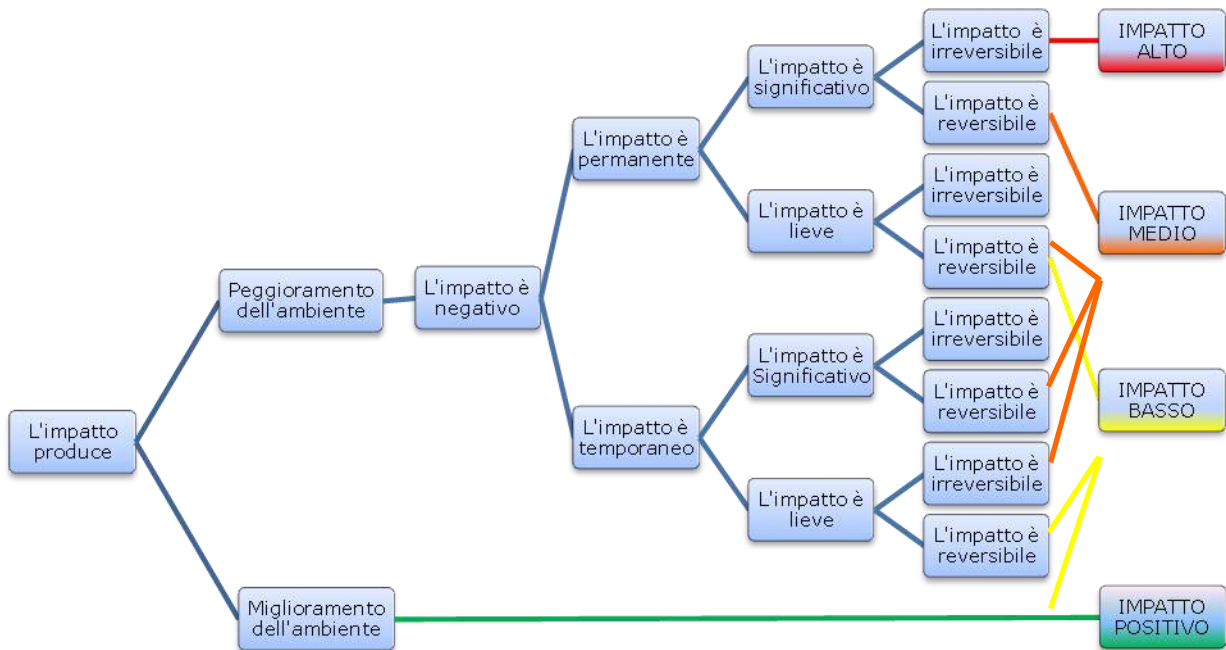 L'impatto
produce
Peggioramento
dell'ambiente
Miglioramento
dell'ambiente
L'impatto è
negativo
L'impatto è
permanente
L'impatto è
temporaneo
L'impatto è
significativo
L'impatto è
lieve
L'impatto è
Significativo
L'impatto è
lieve
L'impatto è
irreversibile
L'impatto è
reversibile
L'impatto è
irreversibile
L'impatto è
reversibile
L'impatto è
irreversibile
L'impatto è
reversibile
L'impatto è
irreversibile
L'impatto è
reversibile
IMPATTO
ALTO
IMPATTO
MEDIO
IMPATTO
BASSO
IMPATTO
POSITIVO